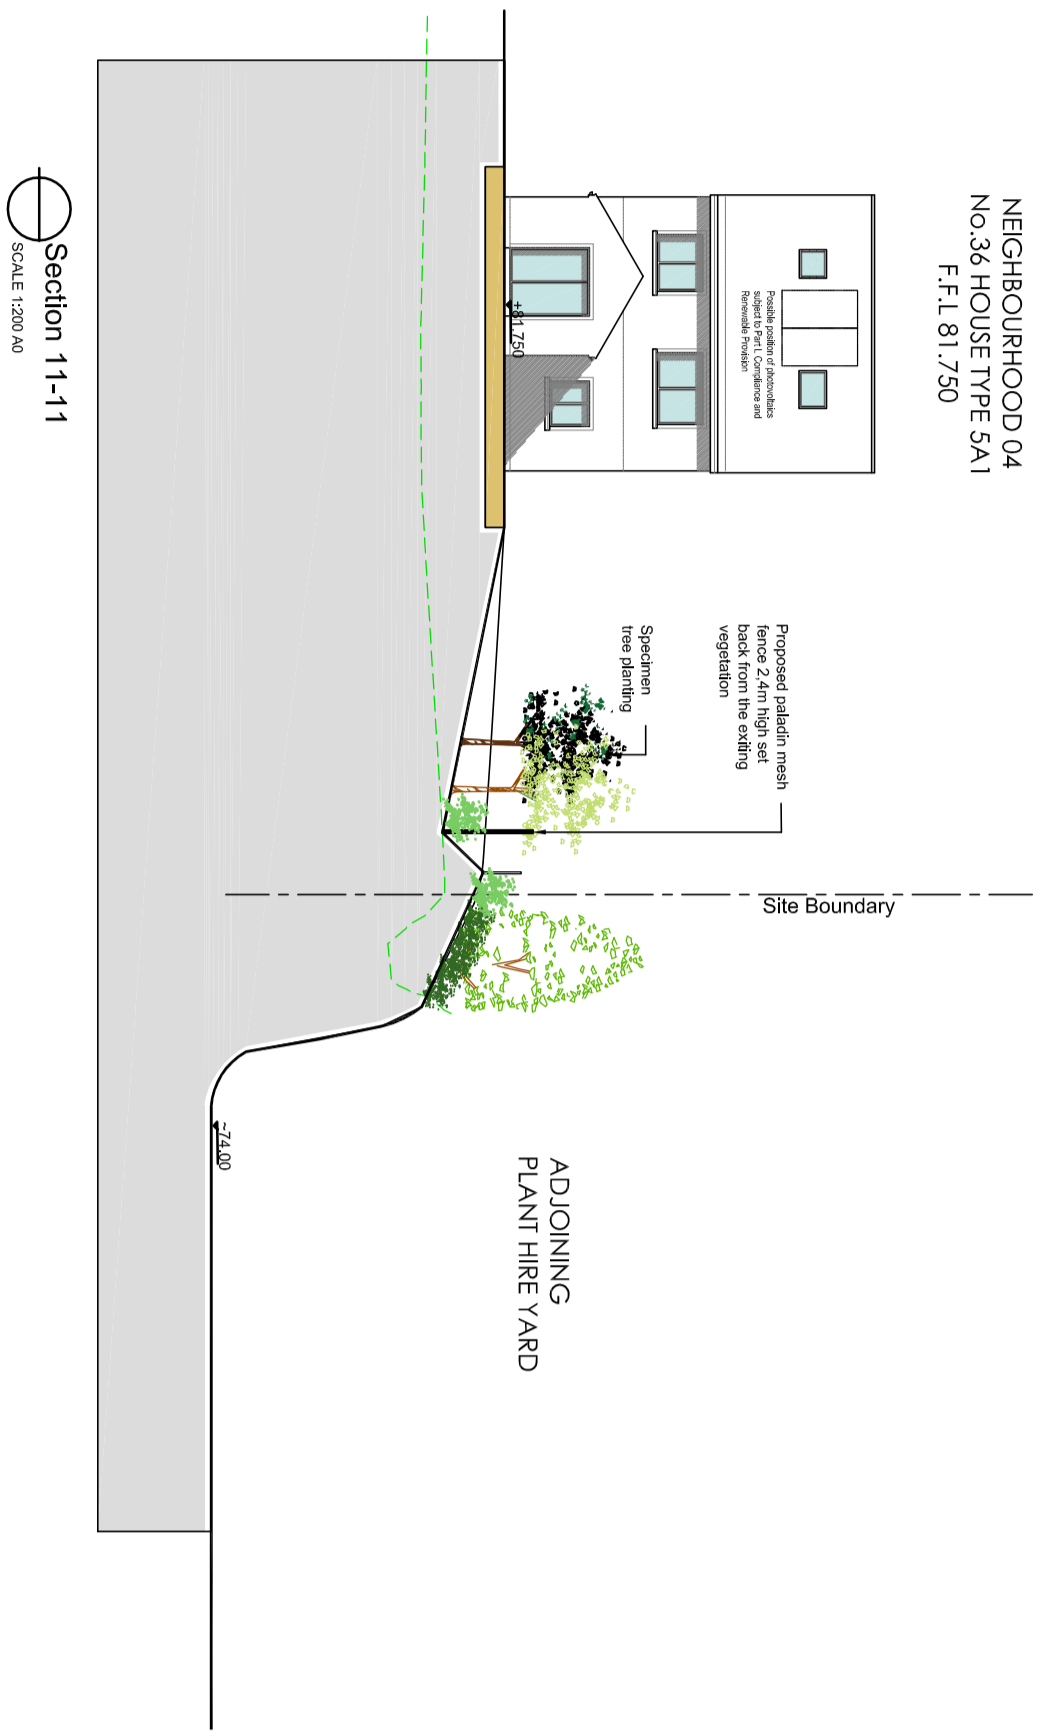 NEIGHBOURHOOD 04
No.36 HOUSE TYPE 5A1
F.F.L 81.750
Possible position of photovoltaics
subject to Part L Compliance and
Renewable Provision
+81.750
Proposed paladin mesh
fence 2,4m high set
back from the exiting
vegetation
Specimen
tree planting
Site Boundary
ADJOINING
PLANT HIRE YARD
~74.00
Section 11-11
SCALE 1:200 A0